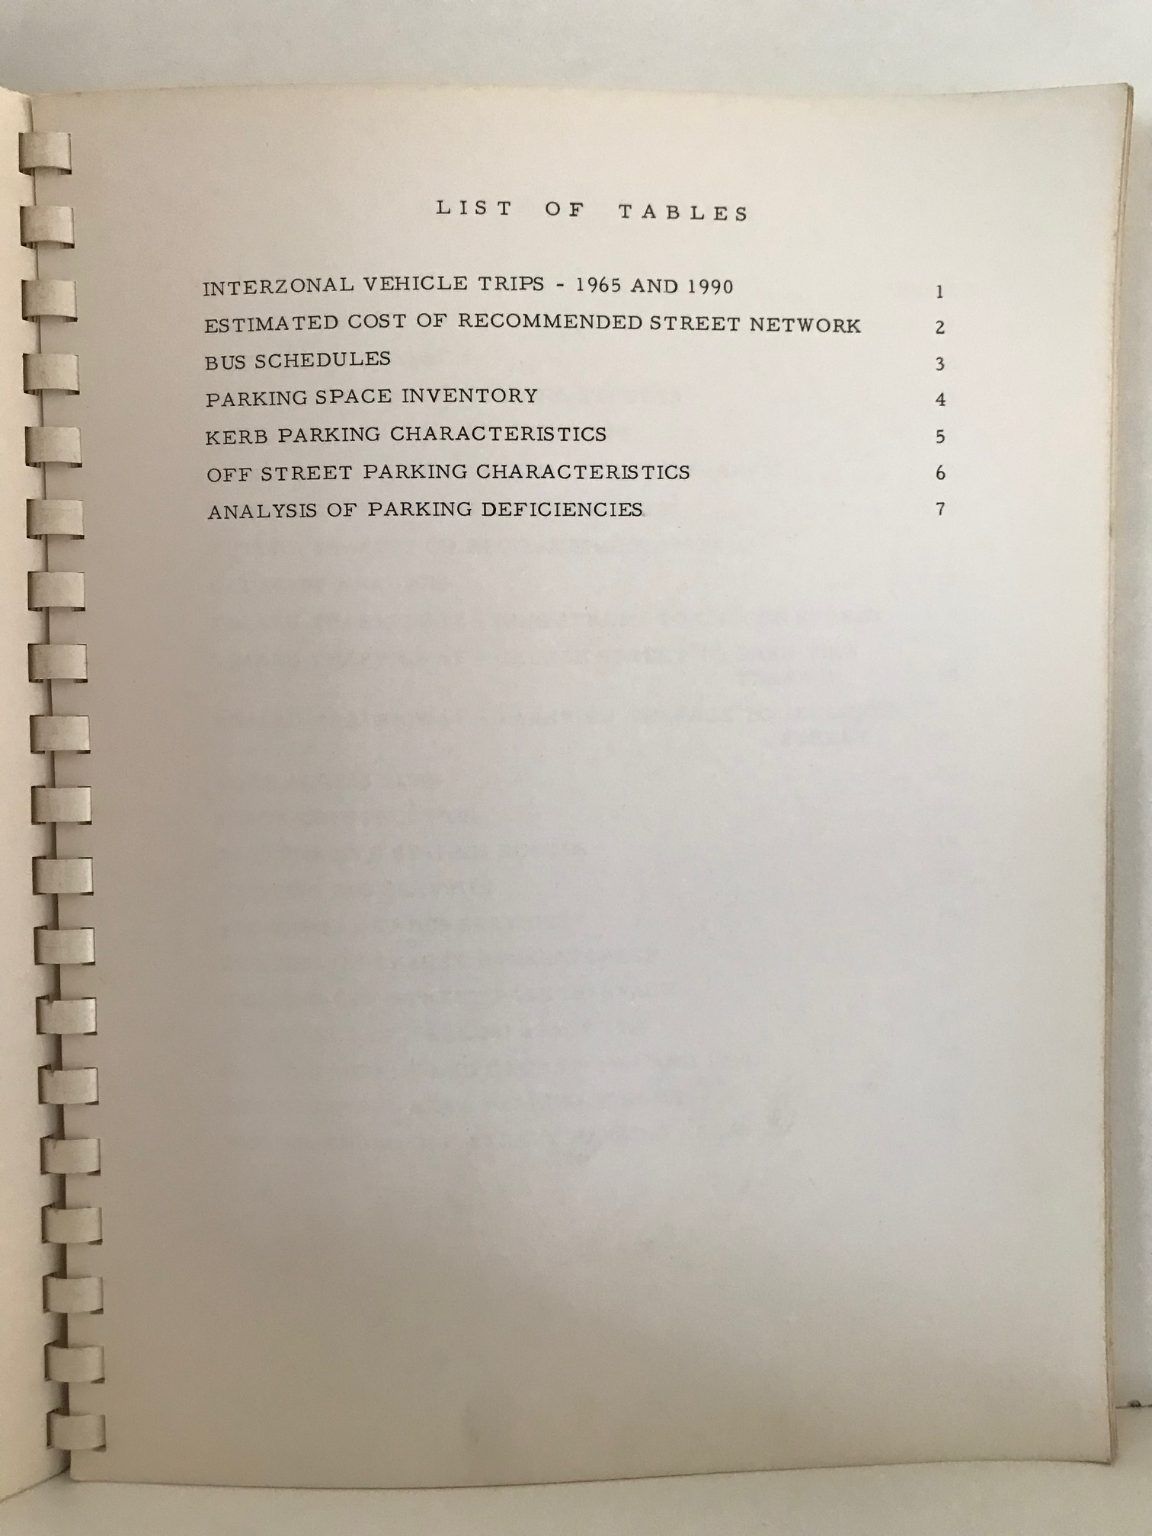 LIST OF TABLES
INTERZONAL VEHICLE TRIPS - 1965 AND 1990 1
ESTIMATED COST OF RECOMMENDED STREET NETWORK 2
BUS SCHEDULES 3
PARKING SPACE INVENTORY 4
KERB PARKING CHARACTERISTICS 5
OFF STREET PARKING CHARACTERISTICS 6
ANALYSIS OF PARKING DEFICIENCIES 7